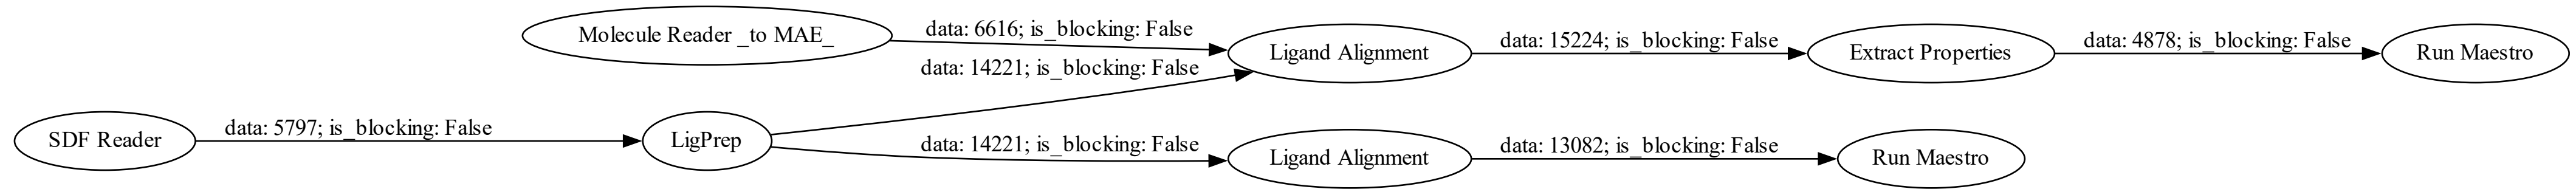 Molecule Reader _to MAE_
data: 6616; is_blocking: False
Ligand Alignment
data: 15224; is_blocking: False
Extract Properties
data: 4878; is_blocking: False
Run Maestro
data: 14221; is_blocking: False
SDF Reader
data: 5797; is_blocking: False
LigPrep
data: 14221; is_blocking: False
Ligand Alignment
data: 13082; is_blocking: False
Run Maestro